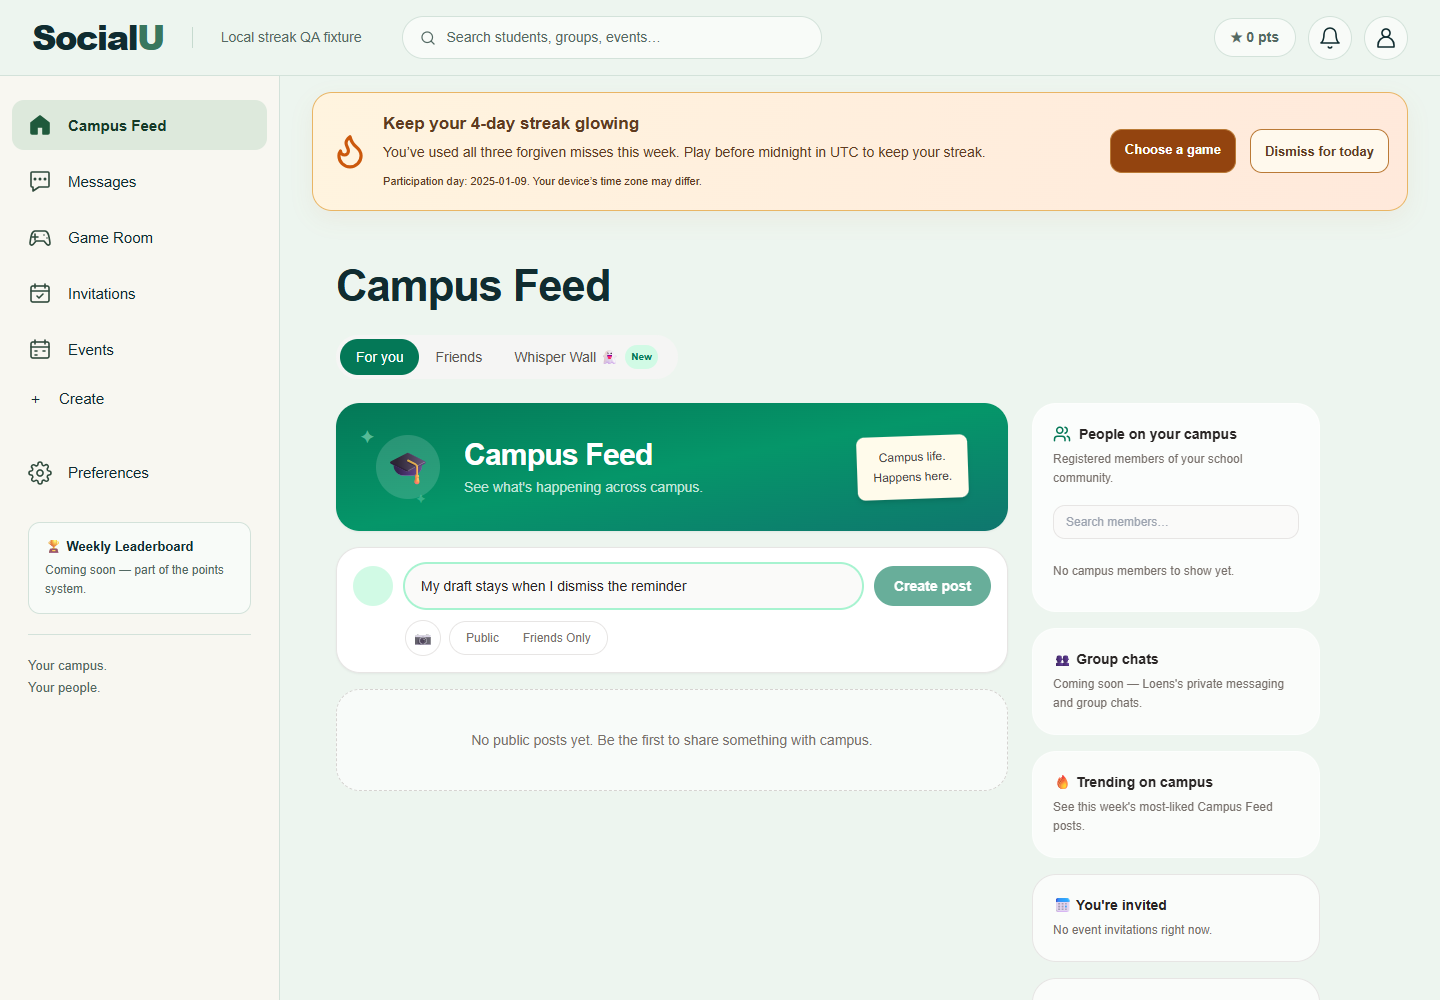 SocialU
Local streak QA fixture
Search students, groups, events…
★ 0 pts
Campus Feed
Messages
Game Room
Invitations
Events
+ Create
Preferences
Weekly Leaderboard
Coming soon — part of the points
system.
Your campus.
Your people.
Keep your 4-day streak glowing
You've used all three forgiven misses this week. Play before midnight in UTC to keep your streak.
Participation day: 2025-01-09. Your device's time zone may differ.
Choose a game
Dismiss for today
Campus Feed
For you
Friends
Whisper Wall 👻 New
Campus Feed
See what's happening across campus.
Campus life.
Happens here.
My draft stays when I dismiss the reminder
Create post
Public
Friends Only
No public posts yet. Be the first to share something with campus.
People on your campus
Registered members of your school
community.
Search members…
No campus members to show yet.
Group chats
Coming soon — Loens's private messaging
and group chats.
Trending on campus
See this week's most-liked Campus Feed
posts.
You're invited
No event invitations right now.